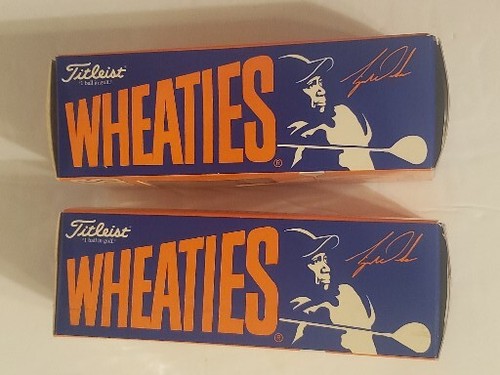 Titleist
"#1 ball in golf."
WHEATIES®
Titleist
"#1 ball in golf."
WHEATIES®